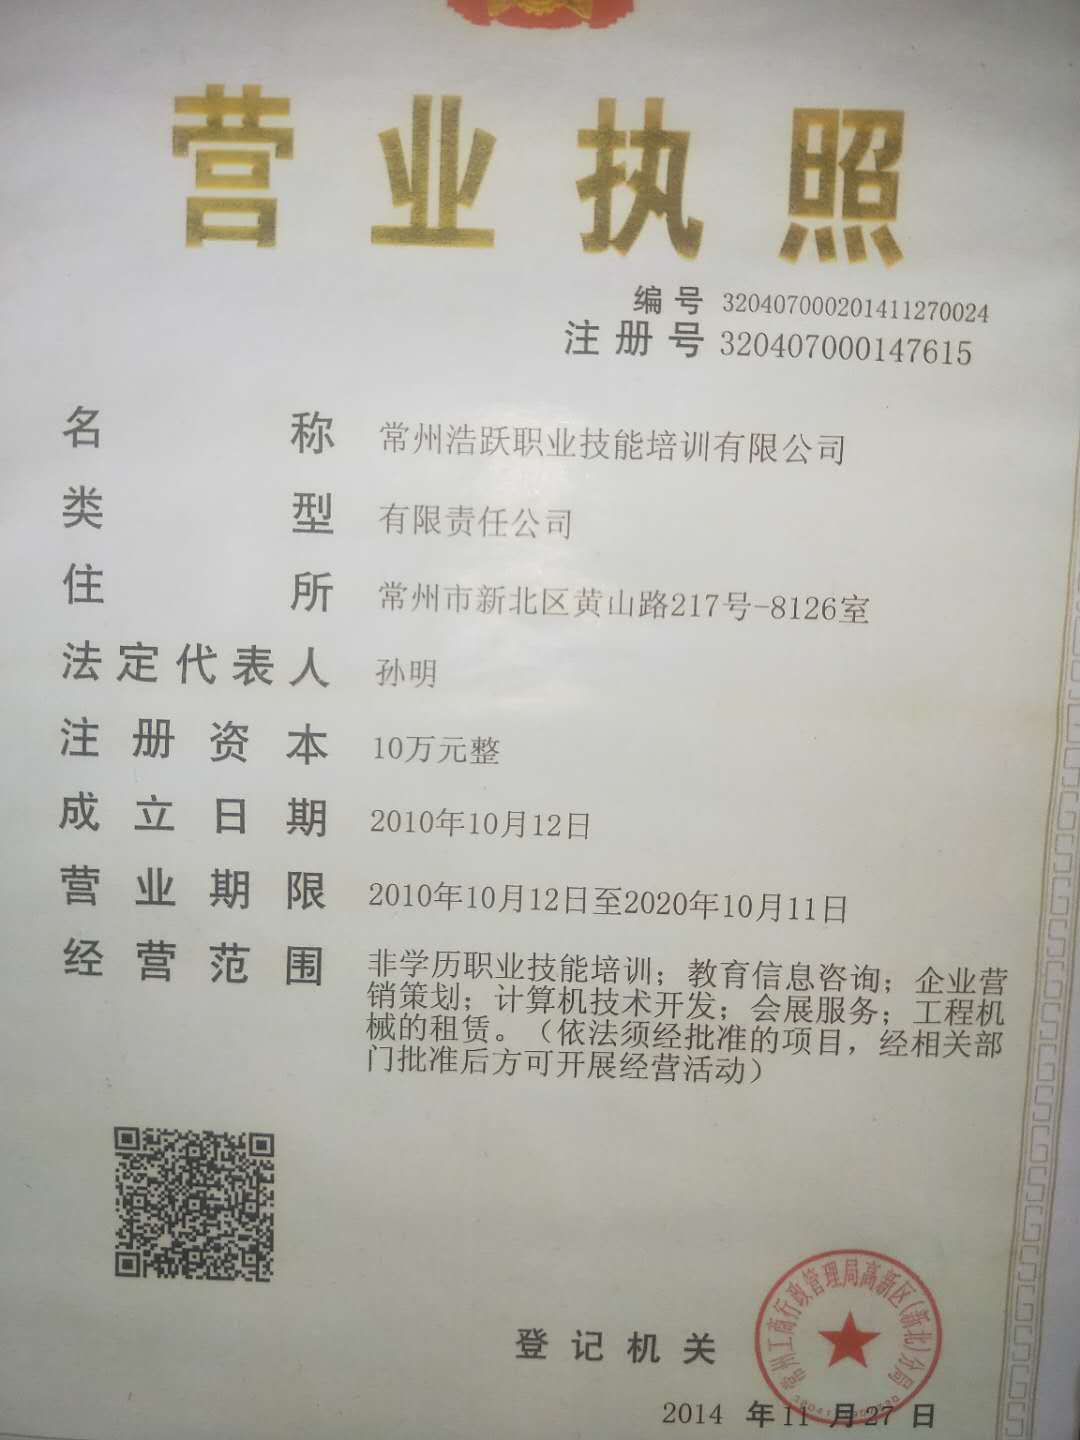 营业执照
编号 320407000201411270024
注册号 320407000147615
名称 常州浩跃职业技能培训有限公司
类型 有限责任公司
住所 常州市新北区黄山路217号-8126室
法定代表人 孙明
注册资本 10万元整
成立日期 2010年10月12日
营业期限 2010年10月12日至2020年10月11日
经营范围 非学历职业技能培训；教育信息咨询；企业营
销策划；计算机技术开发；会展服务；工程机
械的租赁。（依法须经批准的项目，经相关部
门批准后方可开展经营活动）
常州工商行政管理局高新区(新北)分局
登记机关
2014 年 11 月 27 日